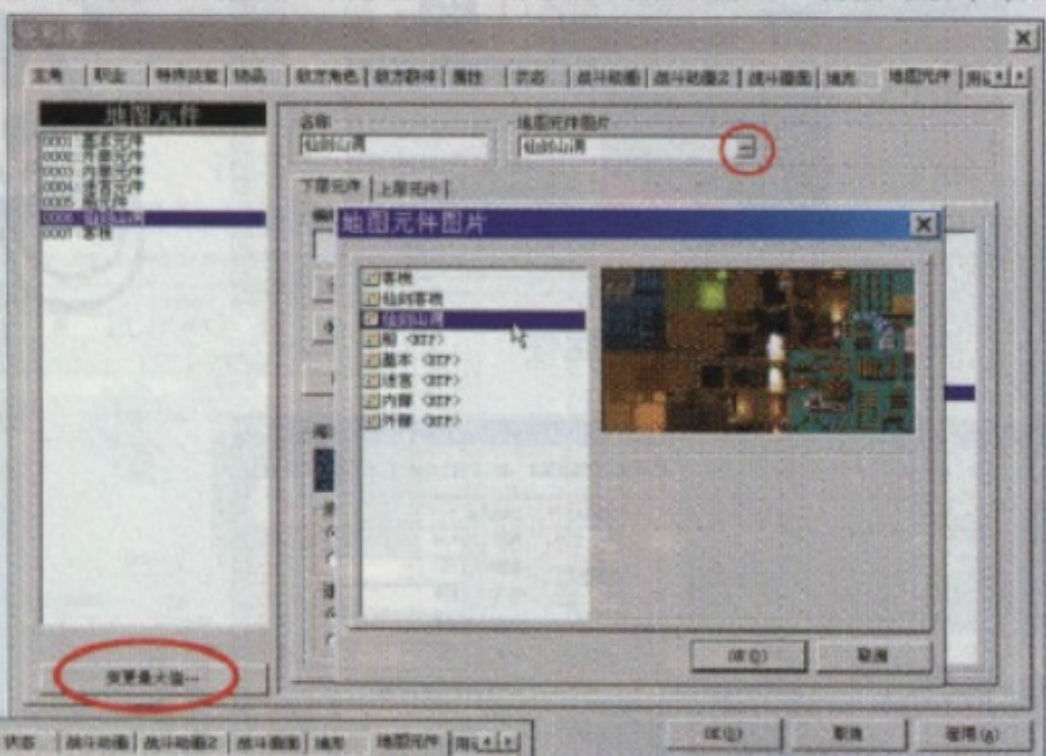 主角 职业 特殊技能 物品 敌方角色 敌方群体 属性 状态 战斗动画 战斗动画2 战斗画面 地形 地图元件
地图元件
0001:基本元件
0002:外部元件
0003:内部元件
0004:迷宫元件
0005:船元件
0006:仙剑山洞
0007:客栈
变更最大值…
名称
仙剑山洞
地图元件图片
仙剑山洞
下层元件 上层元件
地图元件图片
客栈
仙剑客栈
仙剑山洞
船 <RTP>
基本 <RTP>
迷宫 <RTP>
内部 <RTP>
外部 <RTP>
OK(O) 取消
OK(O) 取消 套用(A)
状态 战斗动画 战斗动画2 战斗画面 地形 地图元件